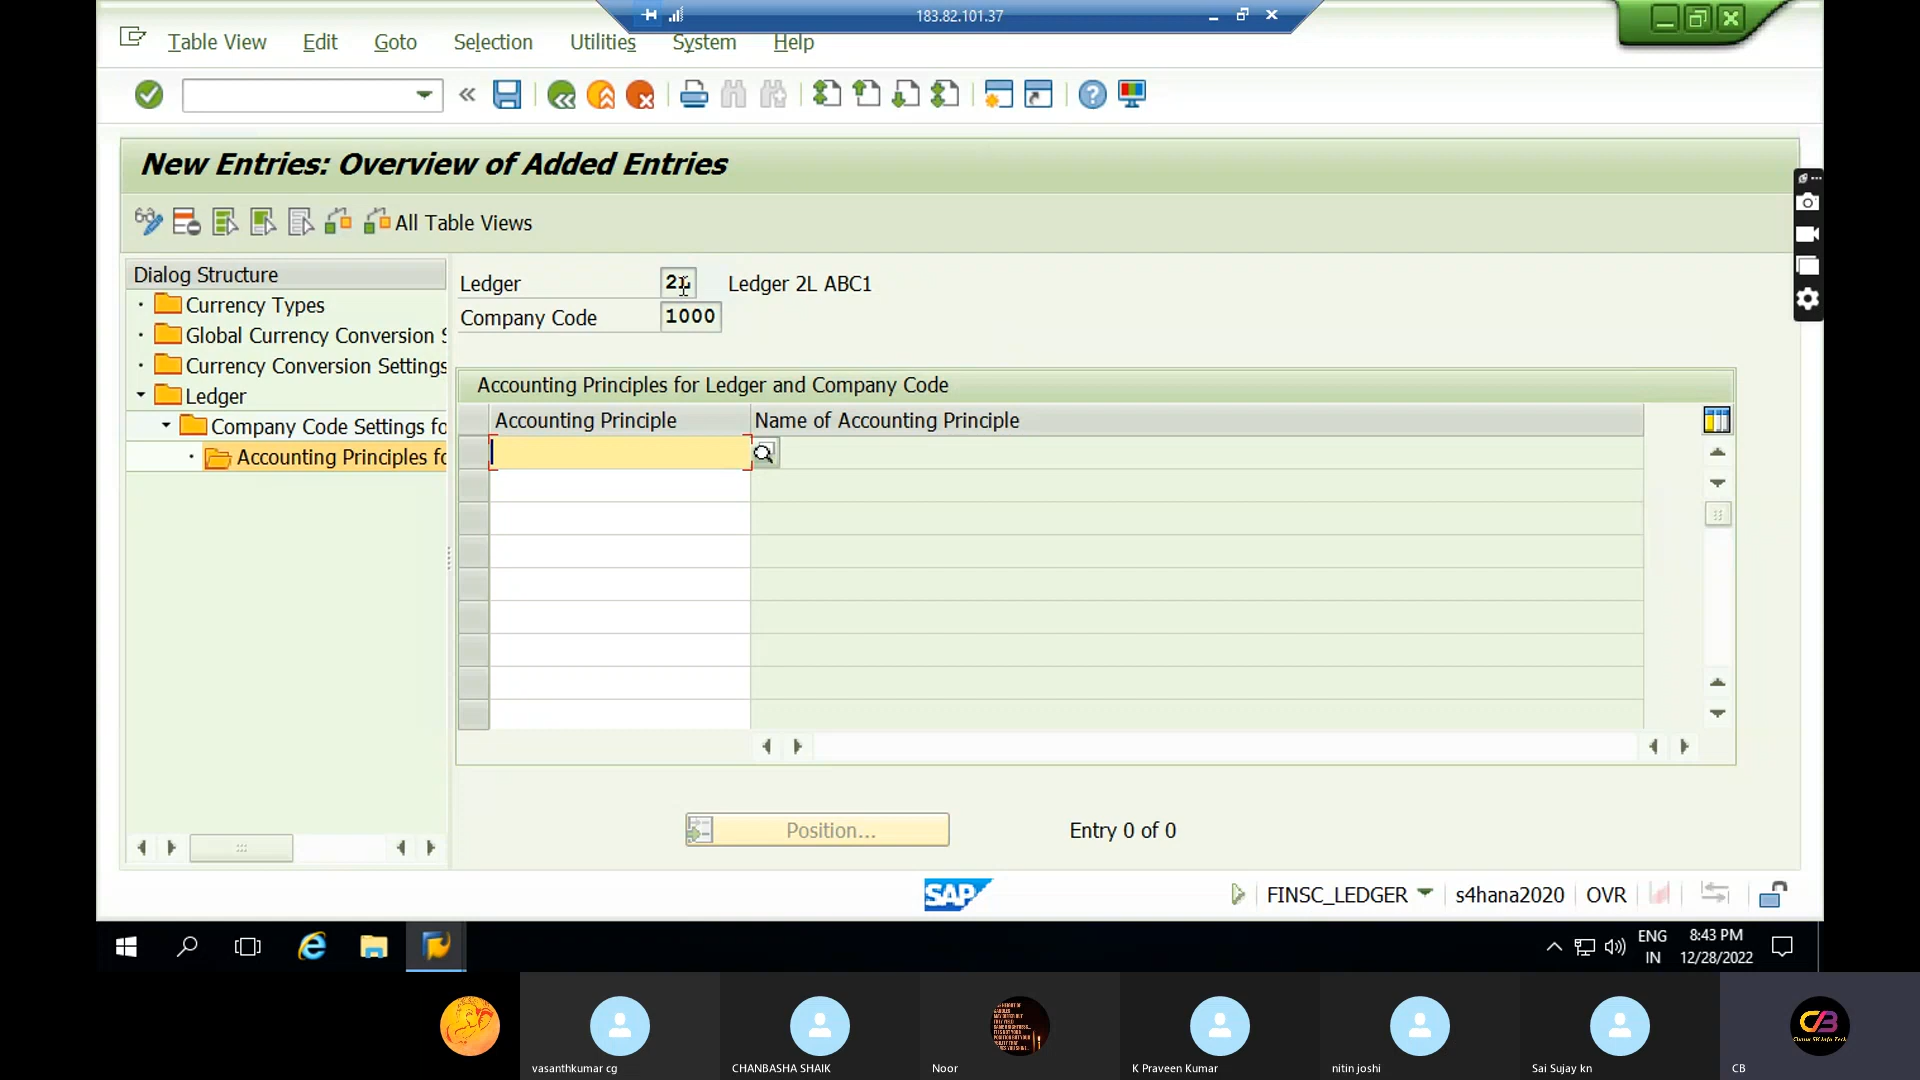 183.82.101.37
Table View Edit Goto Selection Utilities System Help
New Entries: Overview of Added Entries
All Table Views
Dialog Structure
Currency Types
Global Currency Conversion S
Currency Conversion Settings
Ledger
Company Code Settings fo
Accounting Principles fo
Ledger 2L Ledger 2L ABC1
Company Code 1000
Accounting Principles for Ledger and Company Code
Accounting Principle Name of Accounting Principle
Position... Entry 0 of 0
SAP FINSC_LEDGER s4hana2020 OVR
ENG
IN
8:43 PM
12/28/2022
vasanthkumar cg CHANBASHA SHAIK Noor K Praveen Kumar nitin joshi Sai Sujay kn CB